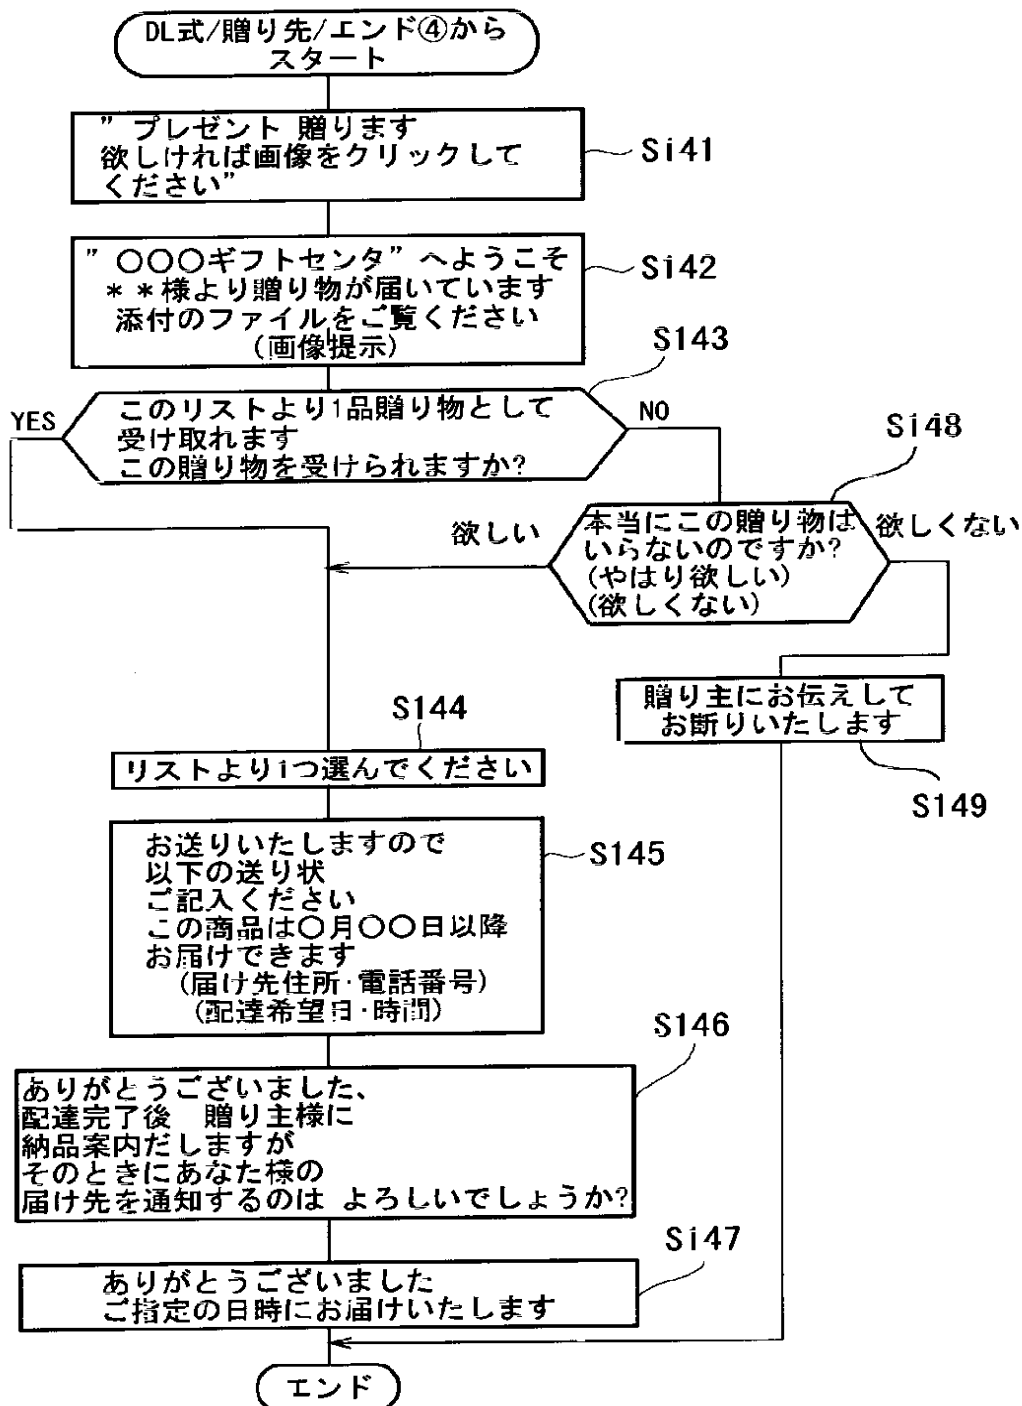 DL式/贈り先/エンド④から
スタート
” プレゼント 贈ります
欲しければ画像をクリックして
ください”
Si41
” ○○○ギフトセンタ” へようこそ
＊＊様より贈り物が届いています
添付のファイルをご覧ください
(画像提示)
Si42
S143
このリストより1品贈り物として
受け取れます
この贈り物を受けられますか?
YES
NO
Si48
本当にこの贈り物は
いらないのですか?
(やはり欲しい)
(欲しくない)
欲しい
欲しくない
贈り主にお伝えして
お断りいたします
S149
S144
リストより1つ選んでください
お送りいたしますので
以下の送り状
ご記入ください
この商品は○月○○日以降
お届けできます
(届け先住所・電話番号)
(配達希望日・時間)
S145
S146
ありがとうございました、
配達完了後 贈り主様に
納品案内だしますが
そのときにあなた様の
届け先を通知するのは よろしいでしょうか?
Si47
ありがとうございました
ご指定の日時にお届けいたします
エンド